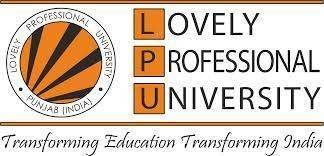 LOVELY PROFESSIONAL UNIVERSITY
PUNJAB (INDIA)
LOVELY
PROFESSIONAL
UNIVERSITY
Transforming Education Transforming India